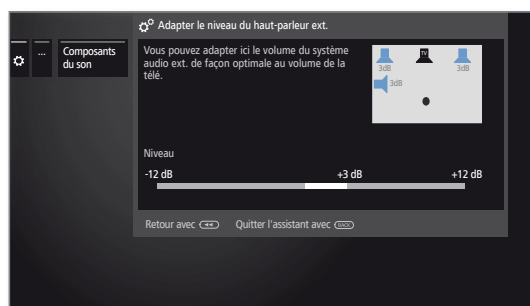 Adapter le niveau du haut-parleur ext.
...
Composants
du son
Vous pouvez adapter ici le volume du système
audio ext. de façon optimale au volume de la
télé.
TV
3dB
3dB
3dB
Niveau
-12 dB +3 dB +12 dB
Retour avec Quitter l'assistant avec BACK